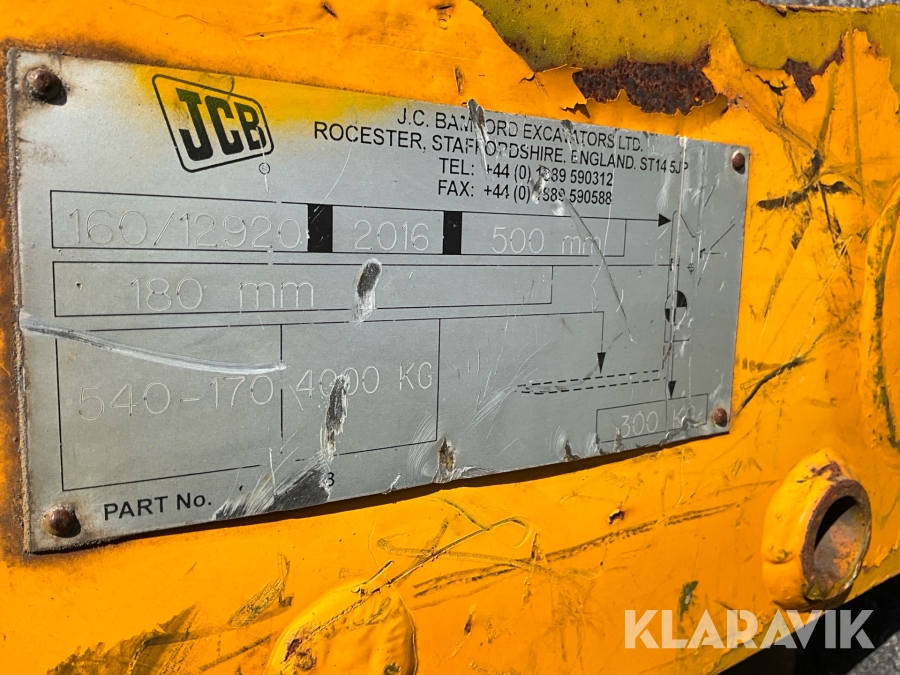 JCB
J.C. BAMFORD EXCAVATORS LTD.
ROCESTER, STAFFORDSHIRE, ENGLAND. ST14 5JP
TEL: +44 (0) 1889 590312
FAX: +44 (0) 1889 590588
160/12920 2016 500 mm
180 mm
540-170 4000 KG
300 KG
PART No.
KLARAVIK